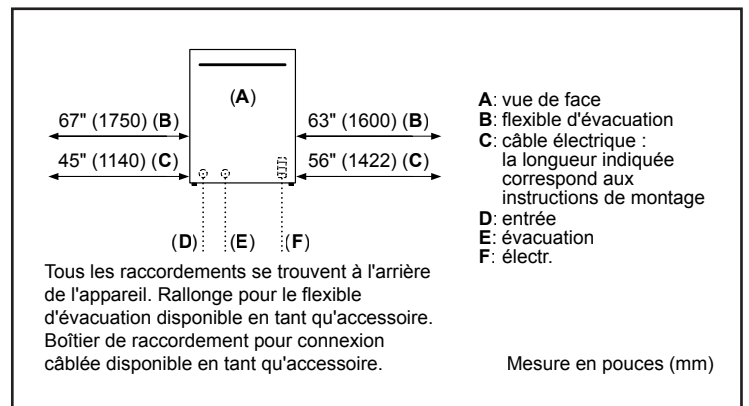 (A)
67" (1750) (B)
63" (1600) (B)
45" (1140) (C)
56" (1422) (C)
(D)
(E)
(F)
A: vue de face
B: flexible d'évacuation
C: câble électrique :
la longueur indiquée
correspond aux
instructions de montage
D: entrée
E: évacuation
F: électr.
Tous les raccordements se trouvent à l'arrière
de l'appareil. Rallonge pour le flexible
d'évacuation disponible en tant qu'accessoire.
Boîtier de raccordement pour connexion
câblée disponible en tant qu'accessoire.
Mesure en pouces (mm)